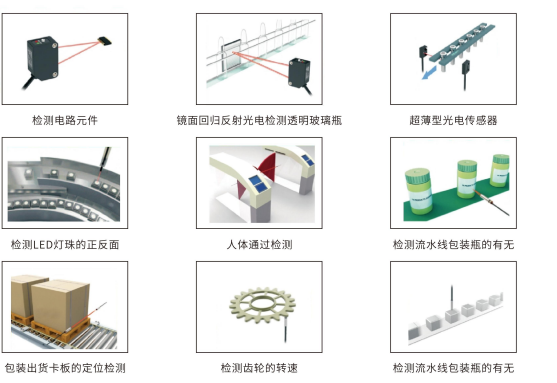 检测电路元件
镜面回归反射光电检测透明玻璃瓶
超薄型光电传感器
检测LED灯珠的正反面
人体通过检测
检测流水线包装瓶的有无
包装出货卡板的定位检测
检测齿轮的转速
检测流水线包装瓶的有无